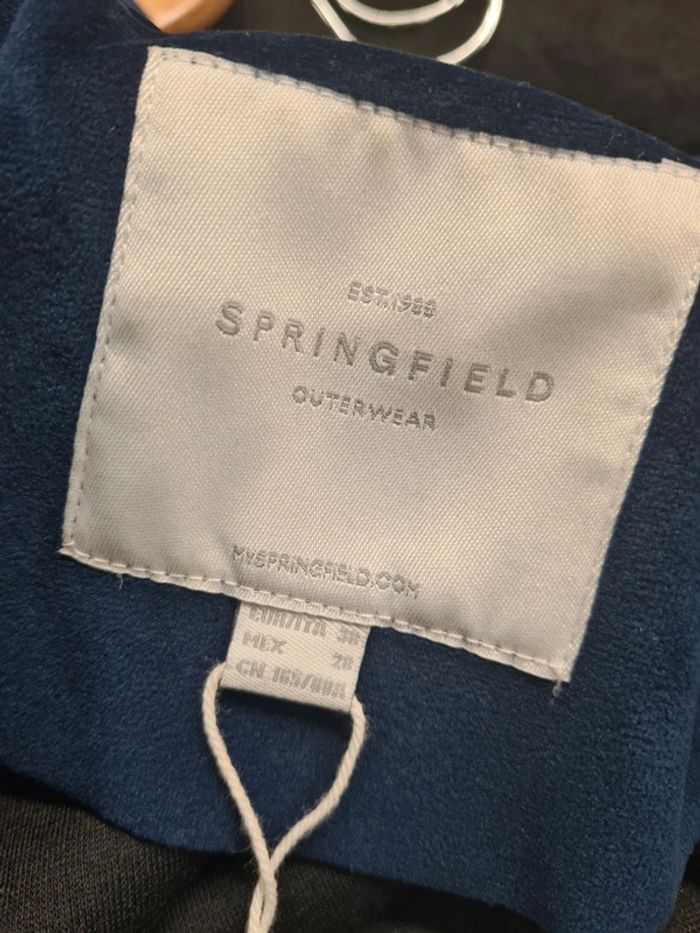 EST.1988
SPRINGFIELD
OUTERWEAR
MYSPRINGFIELD.COM
EUR/ITA 38
MEX 28
CN 165/88A